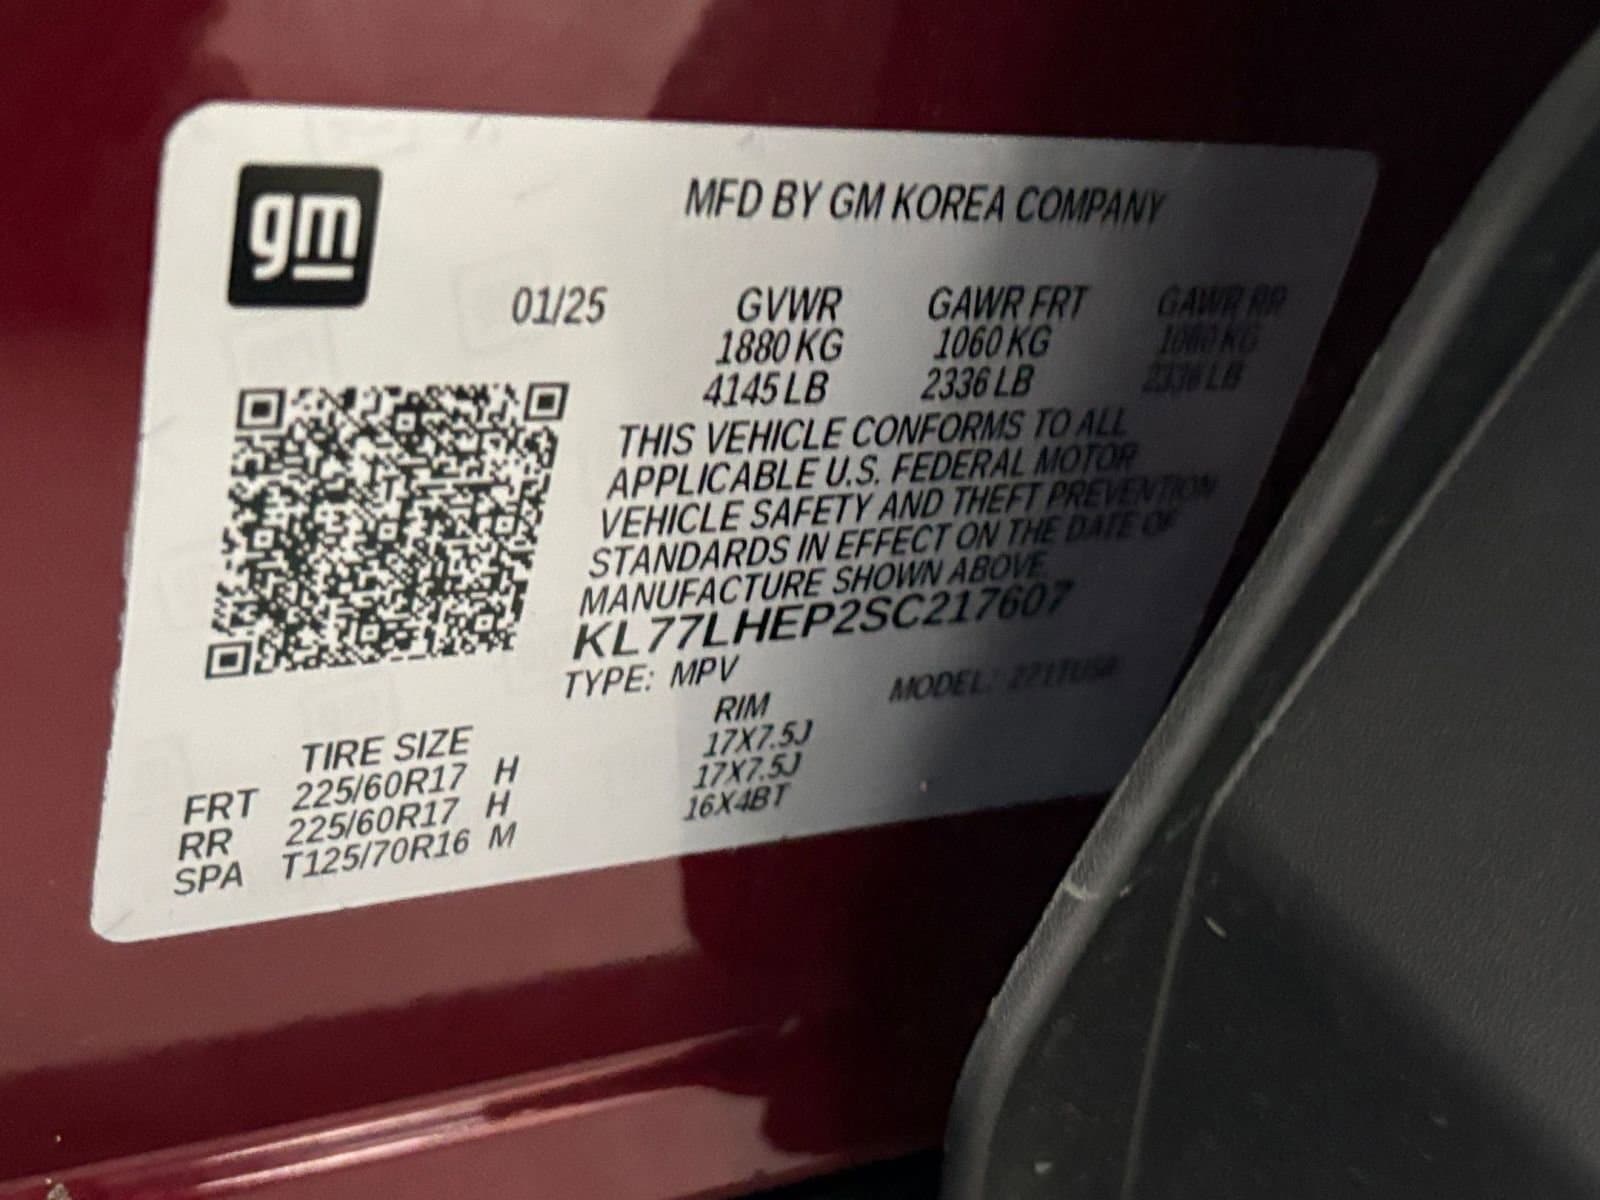 gm
MFD BY GM KOREA COMPANY
01/25 GVWR GAWR FRT GAWR RR
1880 KG 1060 KG 1060 KG
4145 LB 2336 LB 2336 LB
THIS VEHICLE CONFORMS TO ALL
APPLICABLE U.S. FEDERAL MOTOR
VEHICLE SAFETY AND THEFT PREVENTION
STANDARDS IN EFFECT ON THE DATE OF
MANUFACTURE SHOWN ABOVE.
KL77LHEP2SC217607
TYPE: MPV MODEL:
TIRE SIZE RIM
FRT 225/60R17 H 17X7.5J
RR 225/60R17 H 17X7.5J
SPA T125/70R16 M 16X4BT